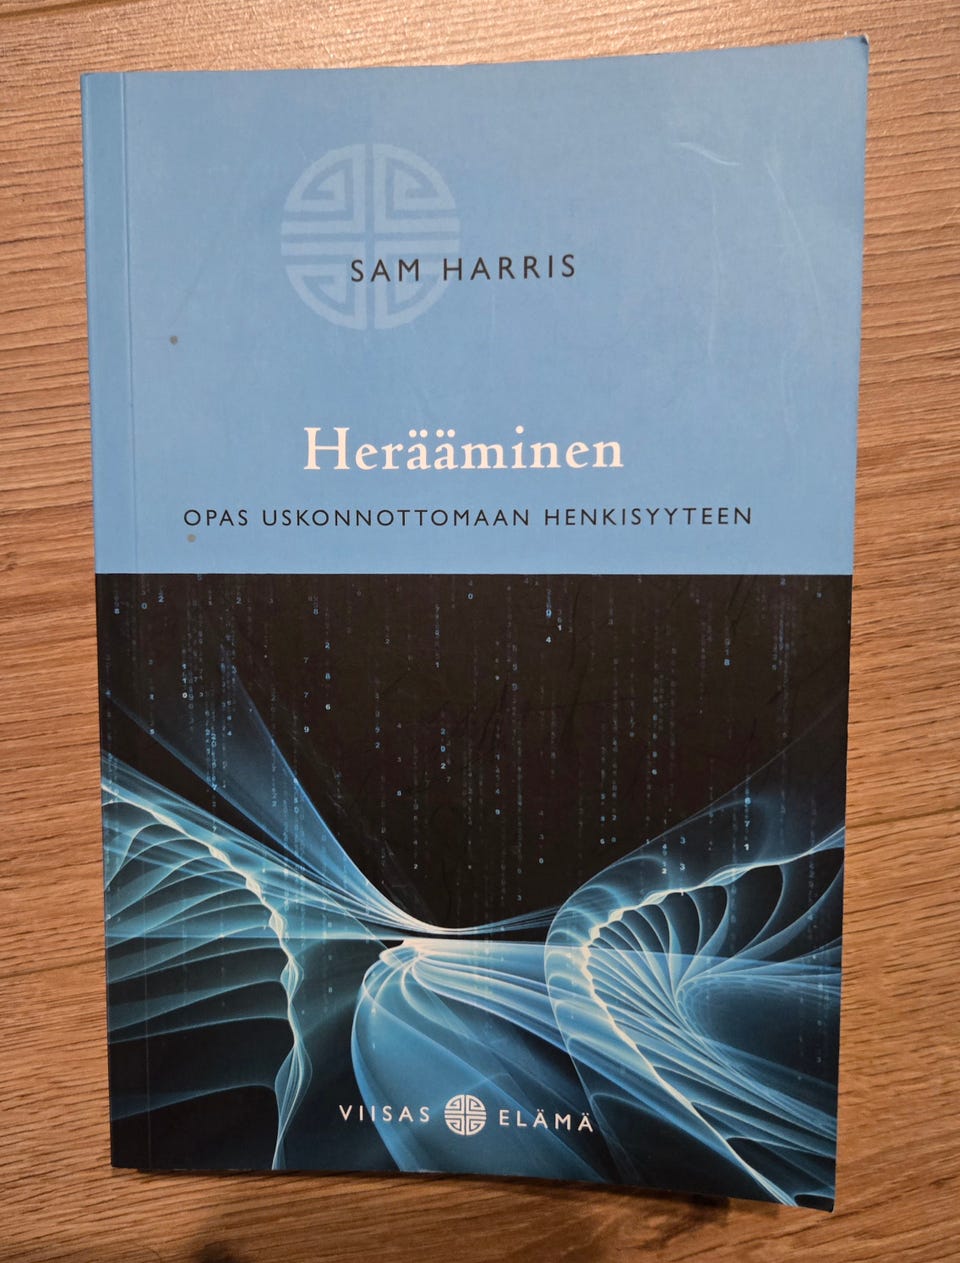 SAM HARRIS
Herääminen
OPAS USKONNOTTOMAAN HENKISYYTEEN
VIISAS ELÄMÄ